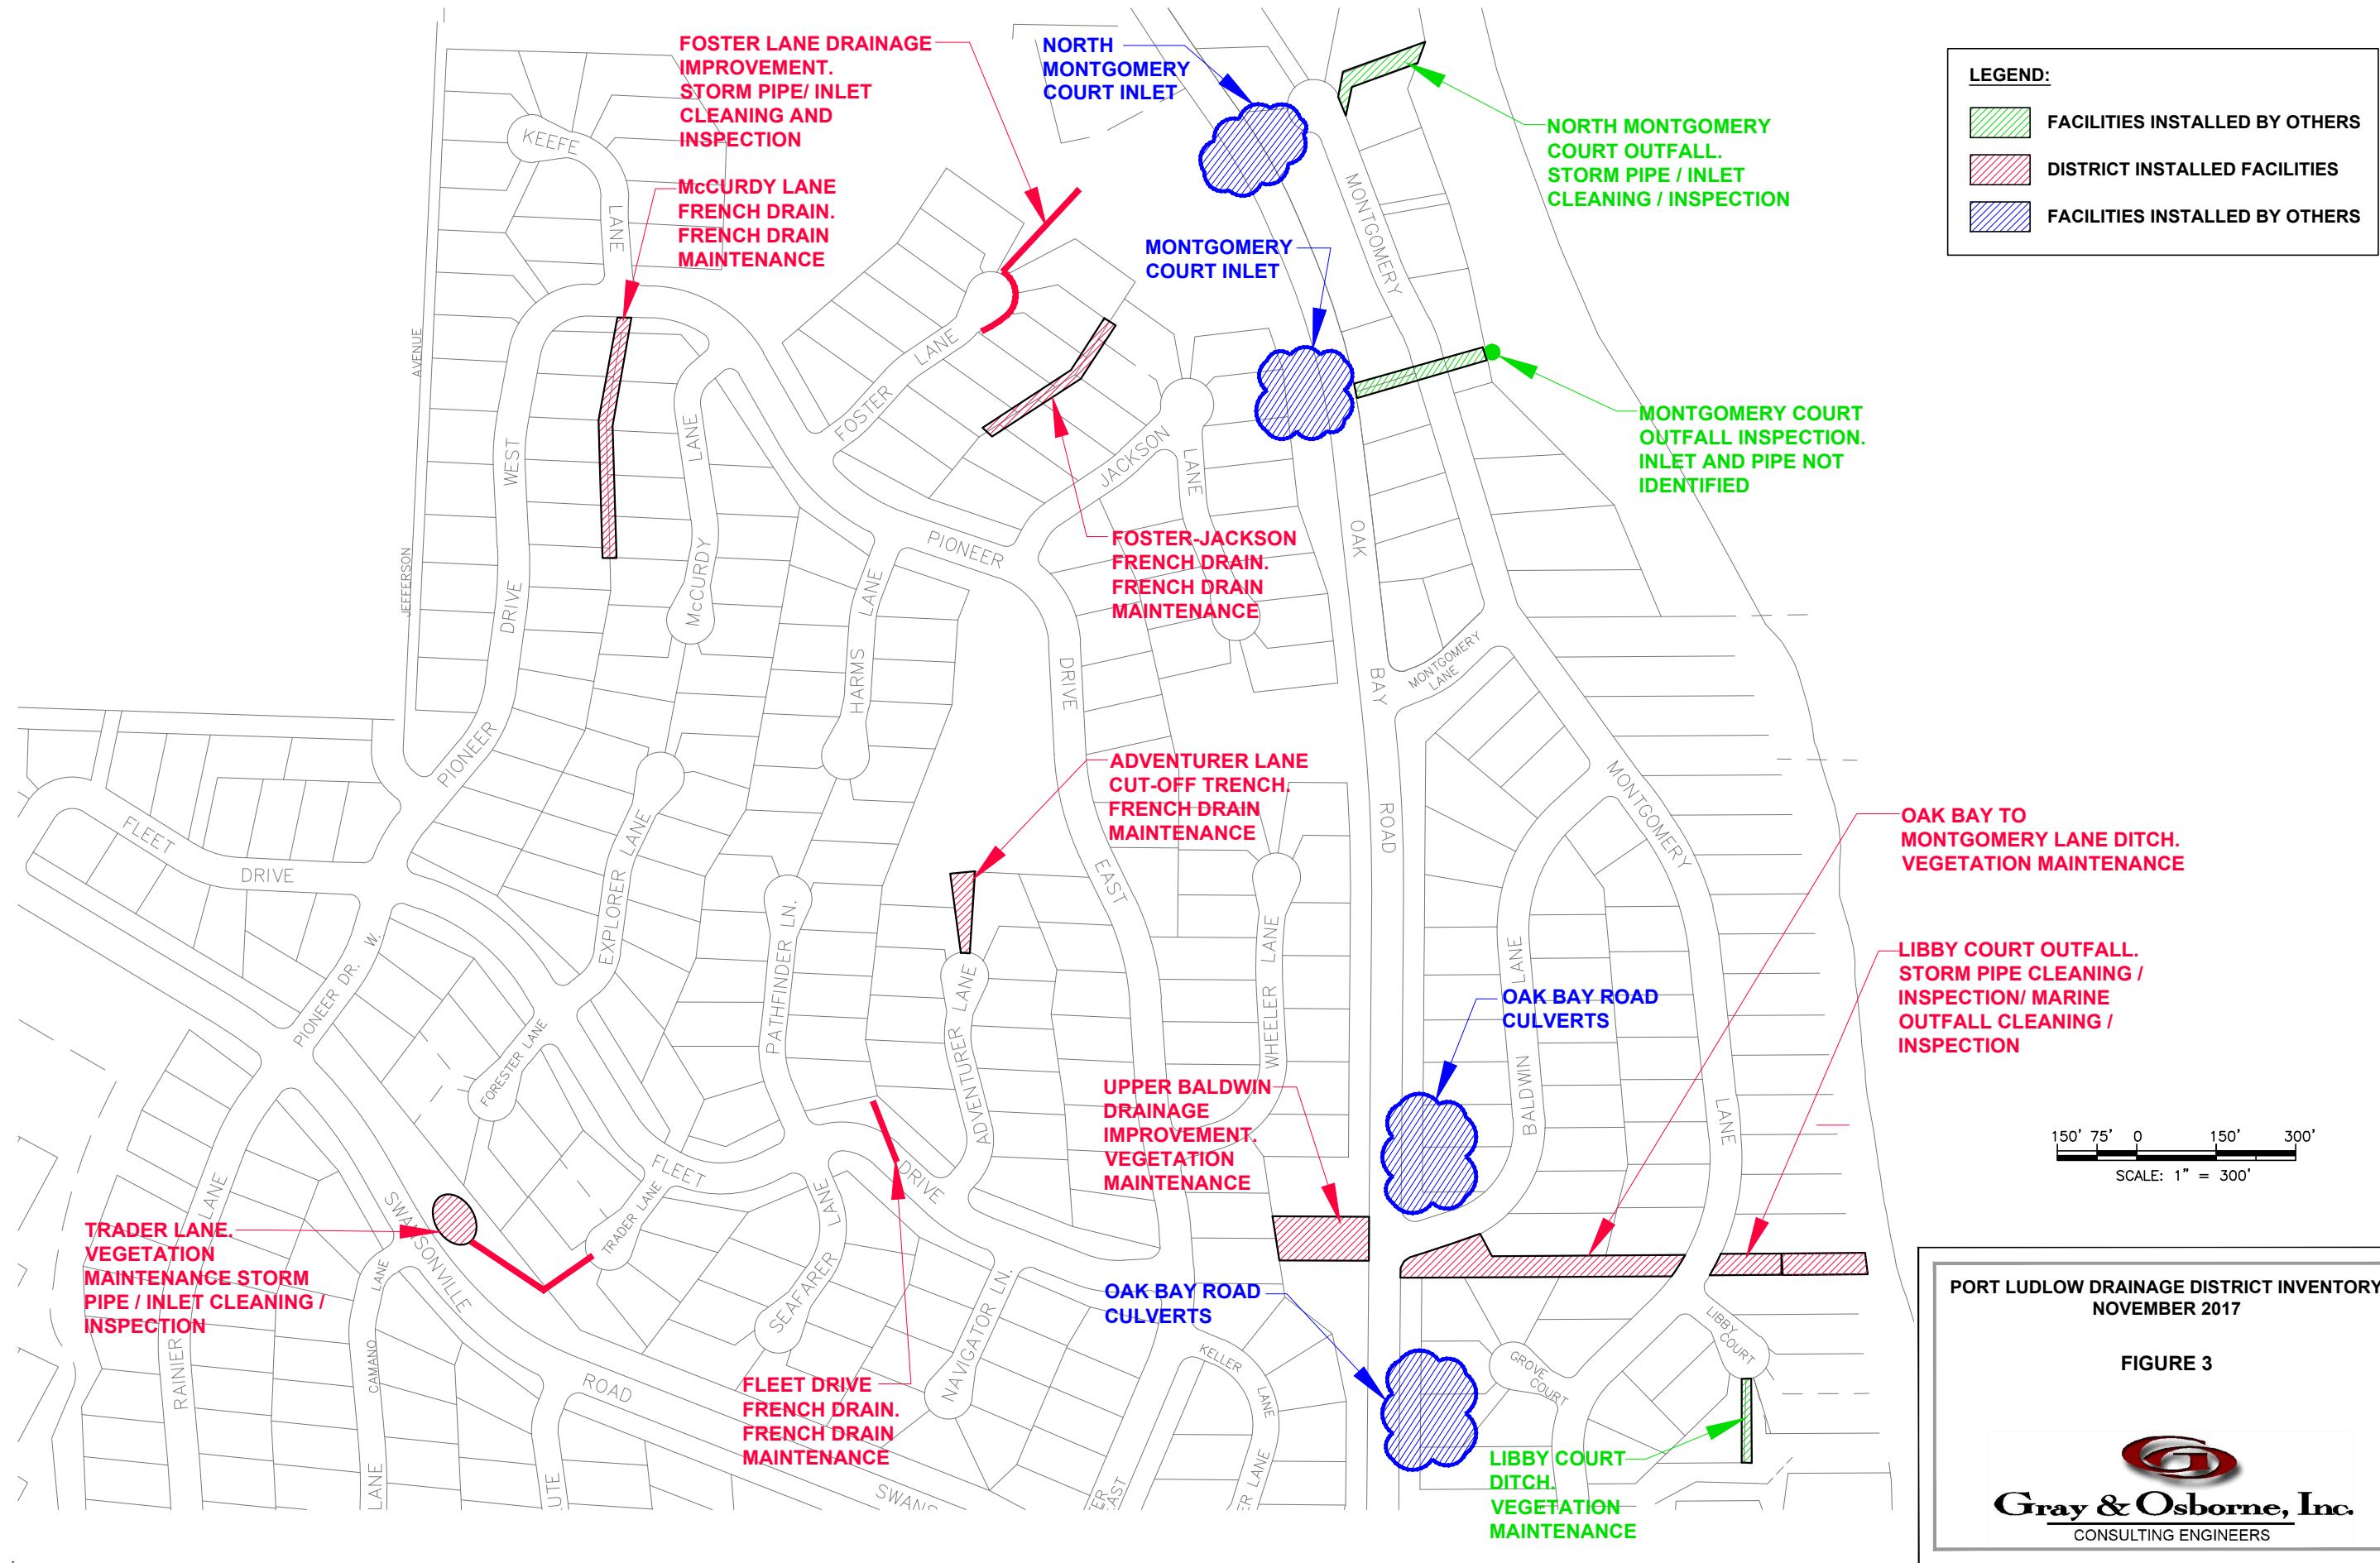 FOSTER LANE DRAINAGE
IMPROVEMENT.
STORM PIPE/ INLET
CLEANING AND
INSPECTION
McCURDY LANE
FRENCH DRAIN.
FRENCH DRAIN
MAINTENANCE
NORTH
MONTGOMERY
COURT INLET
MONTGOMERY
COURT INLET
NORTH MONTGOMERY
COURT OUTFALL.
STORM PIPE / INLET
CLEANING / INSPECTION
LEGEND:
FACILITIES INSTALLED BY OTHERS
DISTRICT INSTALLED FACILITIES
FACILITIES INSTALLED BY OTHERS
MONTGOMERY COURT
OUTFALL INSPECTION.
INLET AND PIPE NOT
IDENTIFIED
FOSTER-JACKSON
FRENCH DRAIN.
FRENCH DRAIN
MAINTENANCE
ADVENTURER LANE
CUT-OFF TRENCH.
FRENCH DRAIN
MAINTENANCE
OAK BAY TO
MONTGOMERY LANE DITCH.
VEGETATION MAINTENANCE
LIBBY COURT OUTFALL.
STORM PIPE CLEANING /
INSPECTION/ MARINE
OUTFALL CLEANING /
INSPECTION
OAK BAY ROAD
CULVERTS
UPPER BALDWIN
DRAINAGE
IMPROVEMENT.
VEGETATION
MAINTENANCE
TRADER LANE.
VEGETATION
MAINTENANCE STORM
PIPE / INLET CLEANING /
INSPECTION
OAK BAY ROAD
CULVERTS
FLEET DRIVE
FRENCH DRAIN.
FRENCH DRAIN
MAINTENANCE
LIBBY COURT
DITCH.
VEGETATION
MAINTENANCE
KEEFE
LANE
JEFFERSON
AVENUE
PIONEER
DRIVE
WEST
McCURDY
LANE
FOSTER
LANE
JACKSON
LANE
PIONEER
DRIVE
EAST
HARMS
LANE
MONTGOMERY
OAK
BAY
ROAD
MONTGOMERY
LANE
MONTGOMERY
LANE
FLEET
DRIVE
PIONEER DR.
W.
EXPLORER
LANE
FORESTER LANE
PATHFINDER LN.
ADVENTURER
LANE
WHEELER
LANE
BALDWIN
LANE
FLEET
DRIVE
TRADER LANE
SEAFARER
LANE
NAVIGATOR LN.
SWANSONVILLE
ROAD
SWANS
RAINIER
LANE
CAMANO
LANE
LANE
UTE
KELLER
LANE
ER LANE
ER
EAST
GROVE
COURT
LIBBY
COURT
150' 75' 0 150' 300'
SCALE: 1" = 300'
PORT LUDLOW DRAINAGE DISTRICT INVENTORY
NOVEMBER 2017
FIGURE 3
G
Gray & Osborne, Inc.
CONSULTING ENGINEERS